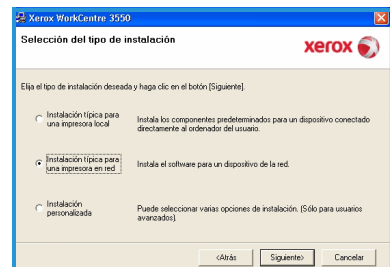 Xerox WorkCentre 3550
Selección del tipo de instalación
xerox
Elija el tipo de instalación deseada y haga clic en el botón [Siguiente].
Instalación típica para
una impresora local
Instala los componentes predeterminados para un dispositivo conectado
directamente al ordenador del usuario.
Instalación típica para
una impresora en red
Instala el software para un dispositivo de la red.
Instalación
personalizada
Puede seleccionar varias opciones de instalación. (Sólo para usuarios
avanzados).
<Atrás
Siguiente>
Cancelar